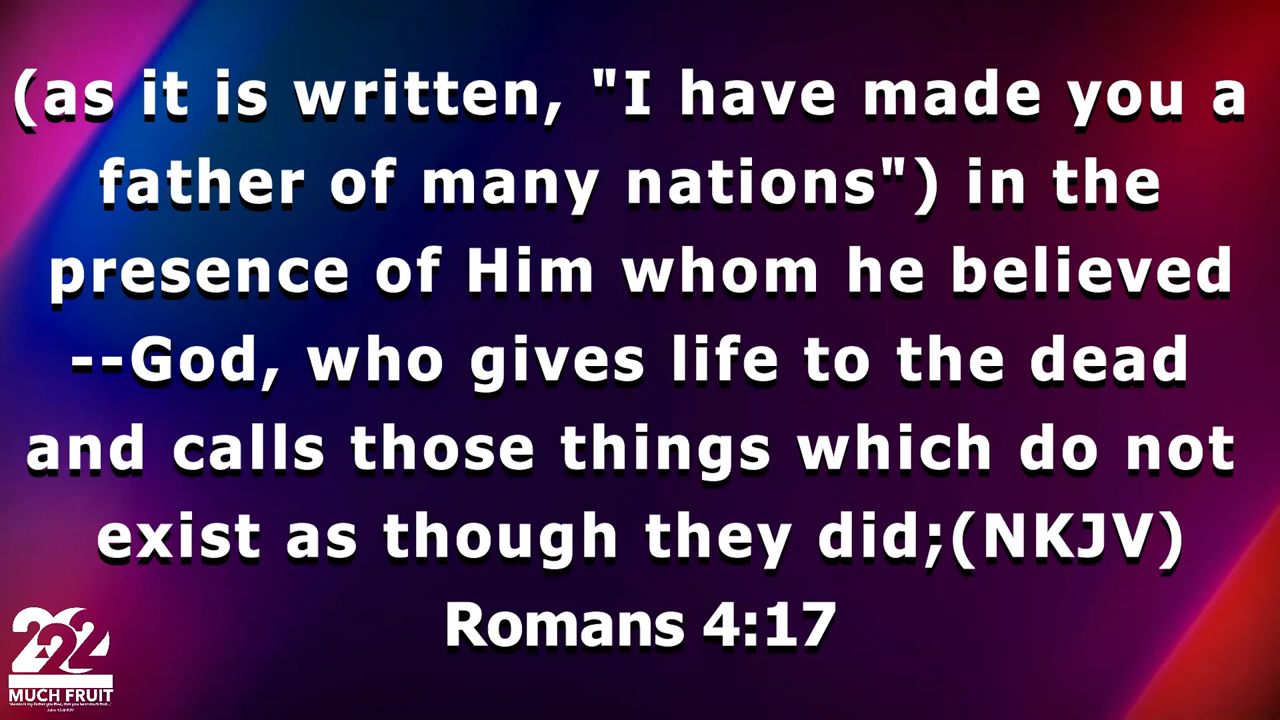 (as it is written, "I have made you a
father of many nations") in the
presence of Him whom he believed
--God, who gives life to the dead
and calls those things which do not
exist as though they did;(NKJV)
Romans 4:17
MUCH FRUIT